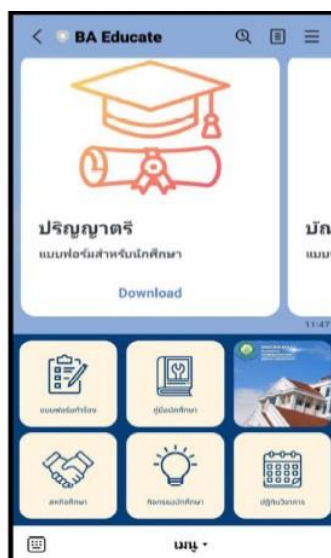 BA Educate
ปริญญาตรี
แบบฟอร์มสำหรับนักศึกษา
Download
บัณ
แบบ
11:47
แบบฟอร์มคำร้อง
คู่มือนักศึกษา
สหกิจศึกษา
กิจกรรมนักศึกษา
ปฏิทินวิชาการ
เมนู